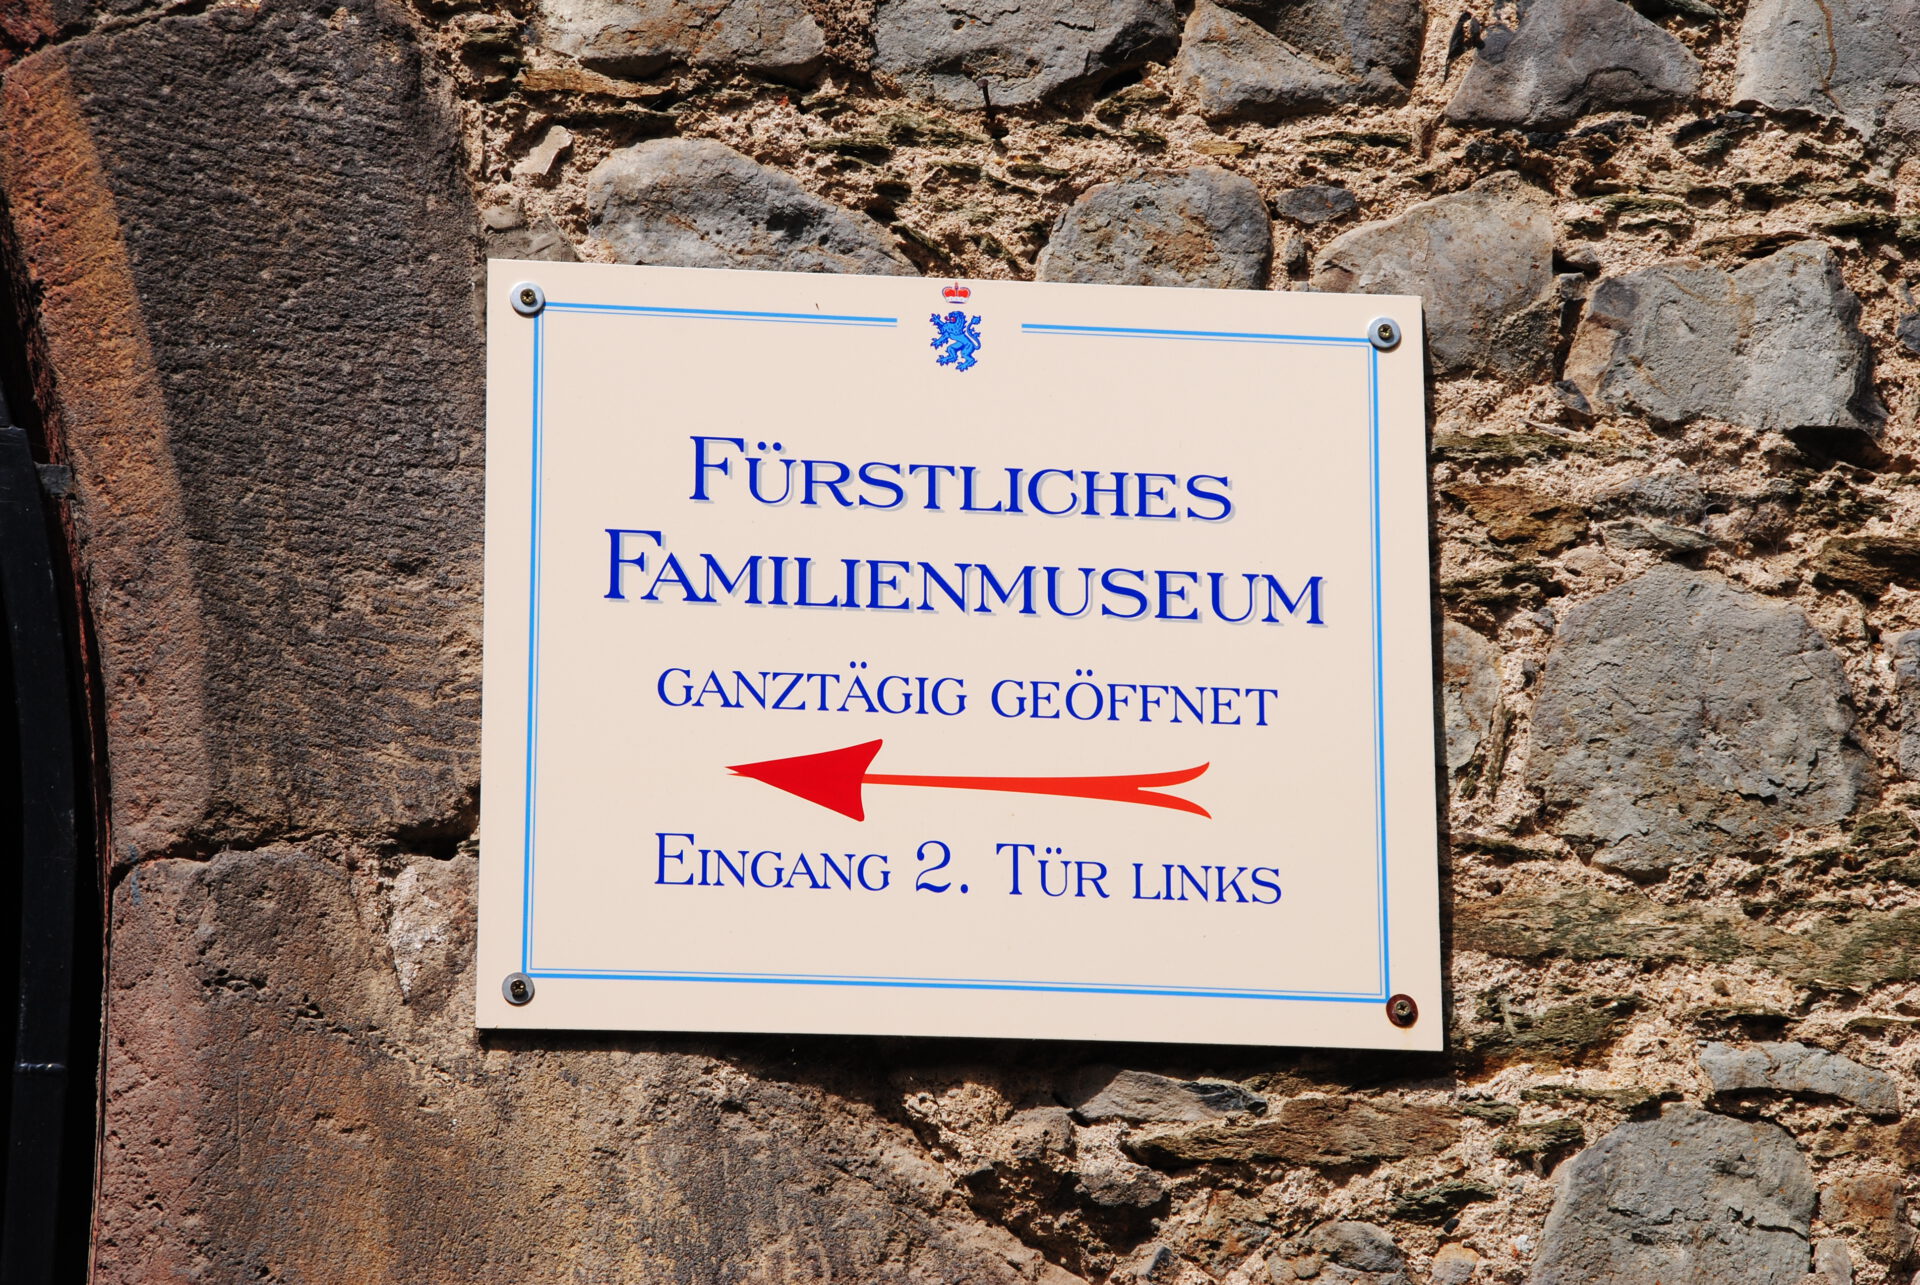 FÜRSTLICHES
FAMILIENMUSEUM
GANZTÄGIG GEÖFFNET
EINGANG 2. TÜR LINKS